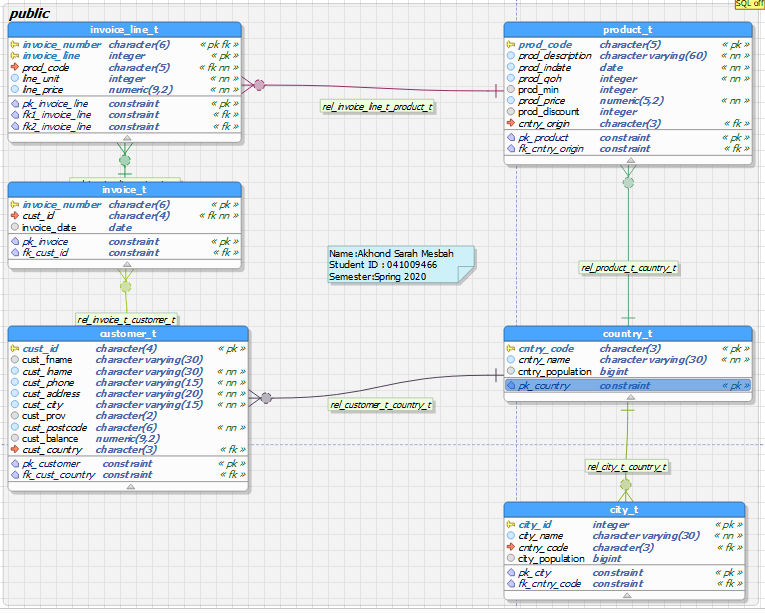 SQL off
public
invoice_line_t
invoice_number character(6) « pk fk »
invoice_line integer « pk »
prod_code character(5) « fk nn »
line_unit integer « nn »
line_price numeric(9,2) « nn »
pk_invoice_line constraint « pk »
fk1_invoice_line constraint « fk »
fk2_invoice_line constraint « fk »
product_t
prod_code character(5) « pk »
prod_description character varying(60) « nn »
prod_indate date « nn »
prod_qoh integer « nn »
prod_min integer
prod_price numeric(5,2) « nn »
prod_discount integer
cntry_origin character(3) « fk »
pk_product constraint « pk »
fk_cntry_origin constraint « fk »
rel_invoice_line_t_product_t
invoice_t
invoice_number character(6) « pk »
cust_id character(4) « fk nn »
invoice_date date
pk_invoice constraint « pk »
fk_cust_id constraint « fk »
Name:Akhond Sarah Mesbah
Student ID : 041009466
Semester:Spring 2020
rel_product_t_country_t
rel_invoice_t_customer_t
customer_t
cust_id character(4) « pk »
cust_fname character varying(30)
cust_lname character varying(30) « nn »
cust_phone character varying(15) « nn »
cust_address character varying(20) « nn »
cust_city character varying(15) « nn »
cust_prov character(2)
cust_postcode character(6) « nn »
cust_balance numeric(9,2)
cust_country character(3) « fk »
pk_customer constraint « pk »
fk_cust_country constraint « fk »
country_t
cntry_code character(3) « pk »
cntry_name character varying(30) « nn »
cntry_population bigint
pk_country constraint « pk »
rel_customer_t_country_t
rel_city_t_country_t
city_t
city_id integer « pk »
city_name character varying(30) « nn »
cntry_code character(3) « fk »
city_population bigint
pk_city constraint « pk »
fk_cntry_code constraint « fk »